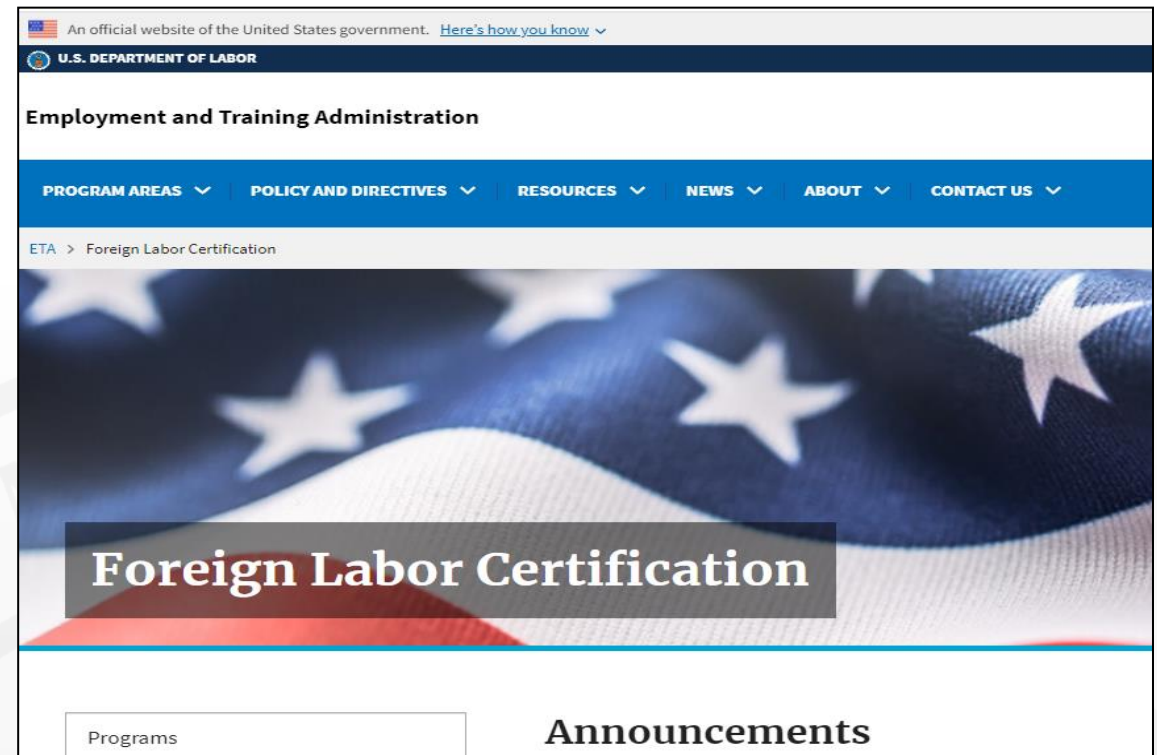 An official website of the United States government. Here's how you know
U.S. DEPARTMENT OF LABOR
Employment and Training Administration
PROGRAM AREAS POLICY AND DIRECTIVES RESOURCES NEWS ABOUT CONTACT US
ETA > Foreign Labor Certification
Foreign Labor Certification
Programs
Announcements